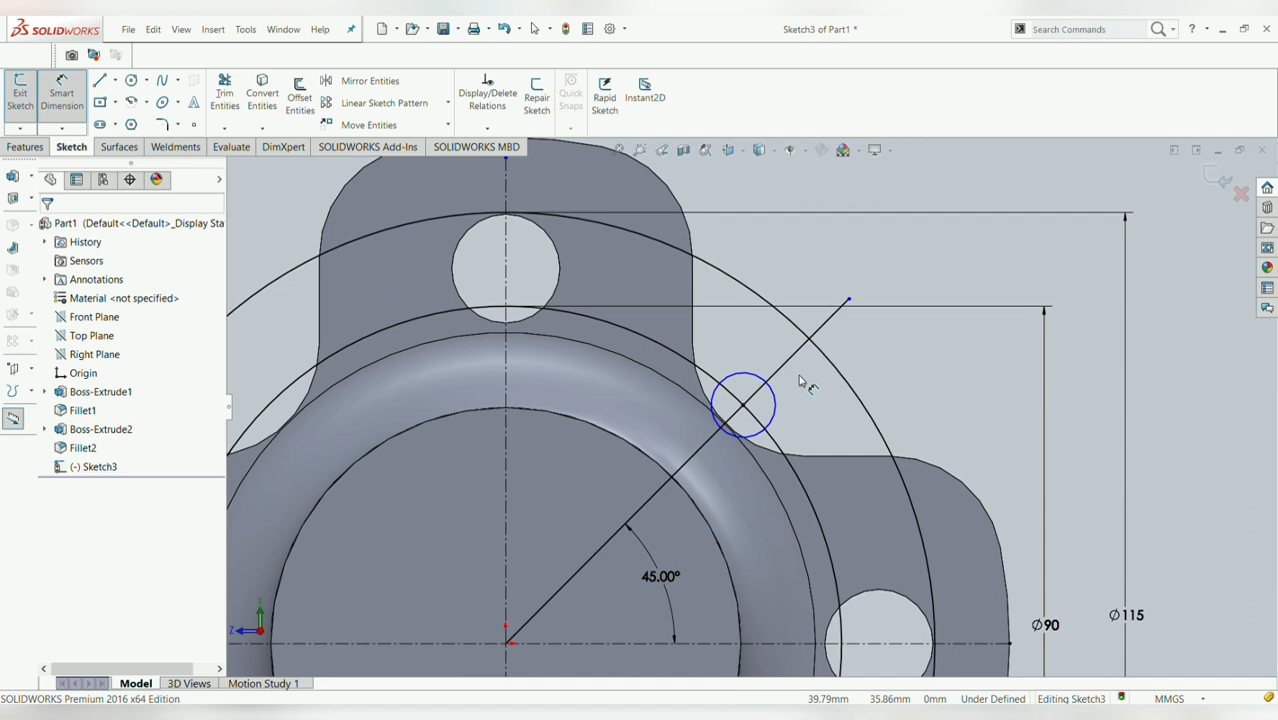 SOLIDWORKS File Edit View Insert Tools Window Help Sketch3 of Part1 * Search Commands ?
Exit Sketch
Smart Dimension
Trim Entities
Convert Entities
Offset Entities
Mirror Entities
Linear Sketch Pattern
Move Entities
Display/Delete Relations
Repair Sketch
Quick Snaps
Rapid Sketch
Instant2D
Features Sketch Surfaces Weldments Evaluate DimXpert SOLIDWORKS Add-Ins SOLIDWORKS MBD
Part1 (Default<<Default>_Display Sta
History
Sensors
Annotations
Material <not specified>
Front Plane
Top Plane
Right Plane
Origin
Boss-Extrude1
Fillet1
Boss-Extrude2
Fillet2
(-) Sketch3
45.00°
∅90
∅115
Y
Z
Model 3D Views Motion Study 1
SOLIDWORKS Premium 2016 x64 Edition 39.79mm 35.86mm 0mm Under Defined Editing Sketch3 MMGS